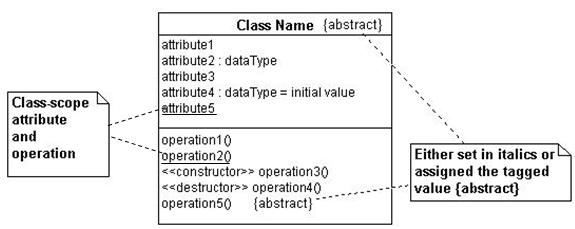 Class Name {abstract}
attribute1
attribute2 : dataType
attribute3
attribute4 : dataType = initial value
attribute5
operation1()
operation2()
<<constructor>> operation3()
<<destructor>> operation4()
operation5() {abstract}
Class-scope
attribute
and
operation
Either set in italics or
assigned the tagged
value {abstract}